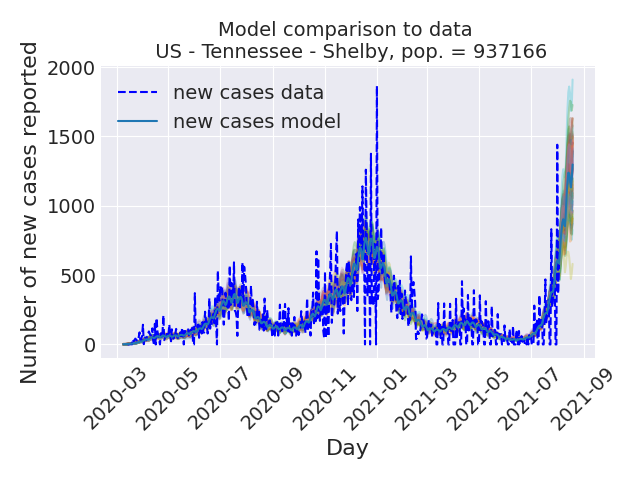 Model comparison to data
US - Tennessee - Shelby, pop. = 937166
Number of new cases reported
2000
1500
1000
500
0
new cases data
new cases model
2020-03
2020-05
2020-07
2020-09
2020-11
2021-01
2021-03
2021-05
2021-07
2021-09
Day